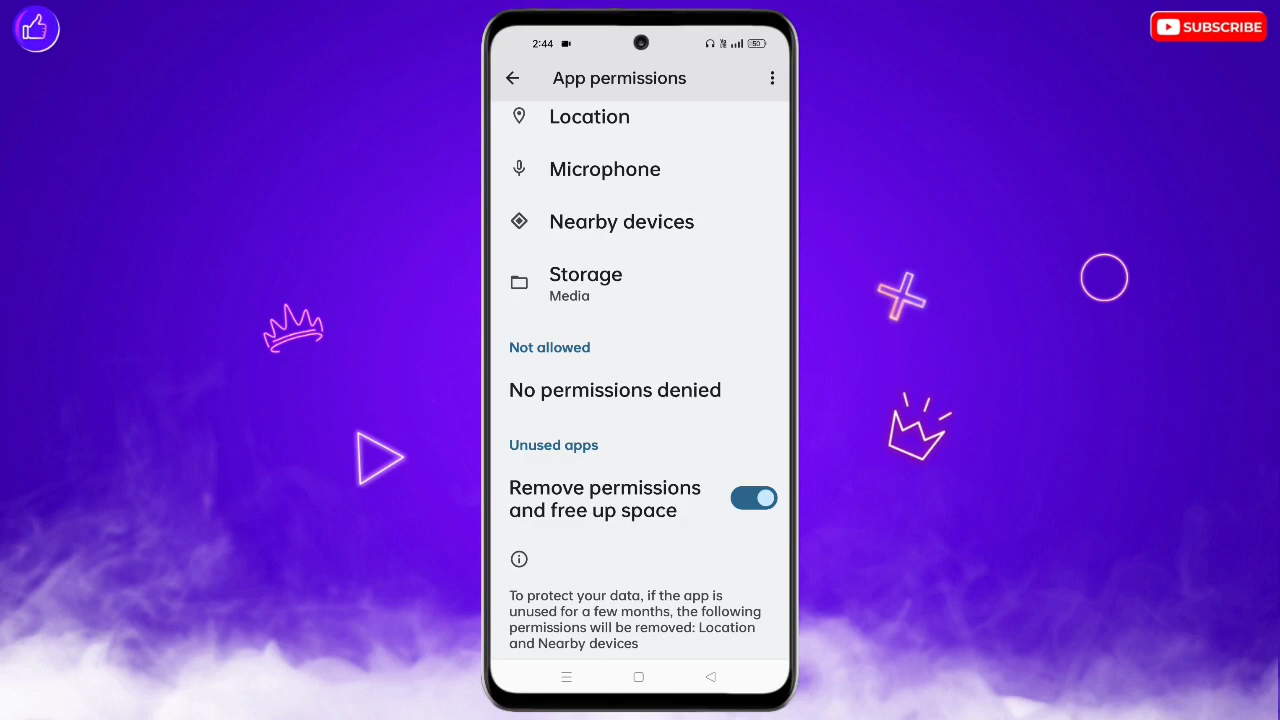 SUBSCRIBE
2:44
50
App permissions
Location
Microphone
Nearby devices
Storage
Media
Not allowed
No permissions denied
Unused apps
Remove permissions
and free up space
To protect your data, if the app is
unused for a few months, the following
permissions will be removed: Location
and Nearby devices